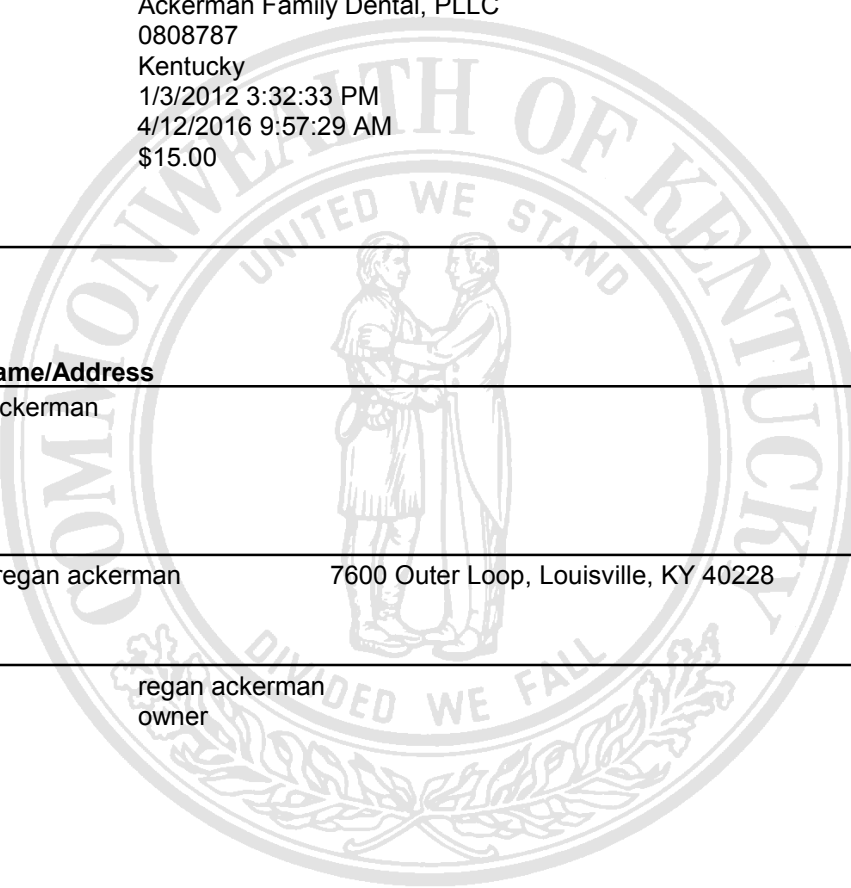 Ackerman Family Dental, PLLC
0808787
Kentucky
1/3/2012 3:32:33 PM
4/12/2016 9:57:29 AM
$15.00
COMMONWEALTH OF KENTUCKY
UNITED WE STAND
ame/Address
ckerman
regan ackerman 7600 Outer Loop, Louisville, KY 40228
DIVIDED WE FALL
regan ackerman
owner